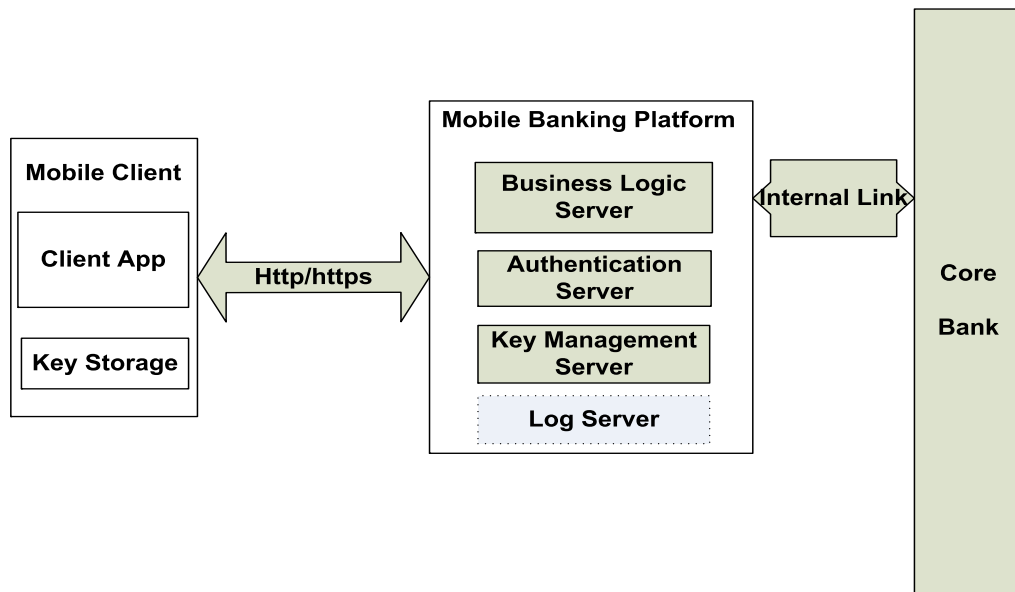 Mobile Client
Client App
Key Storage
Http/https
Mobile Banking Platform
Business Logic
Server
Authentication
Server
Key Management
Server
Log Server
Internal Link
Core
Bank